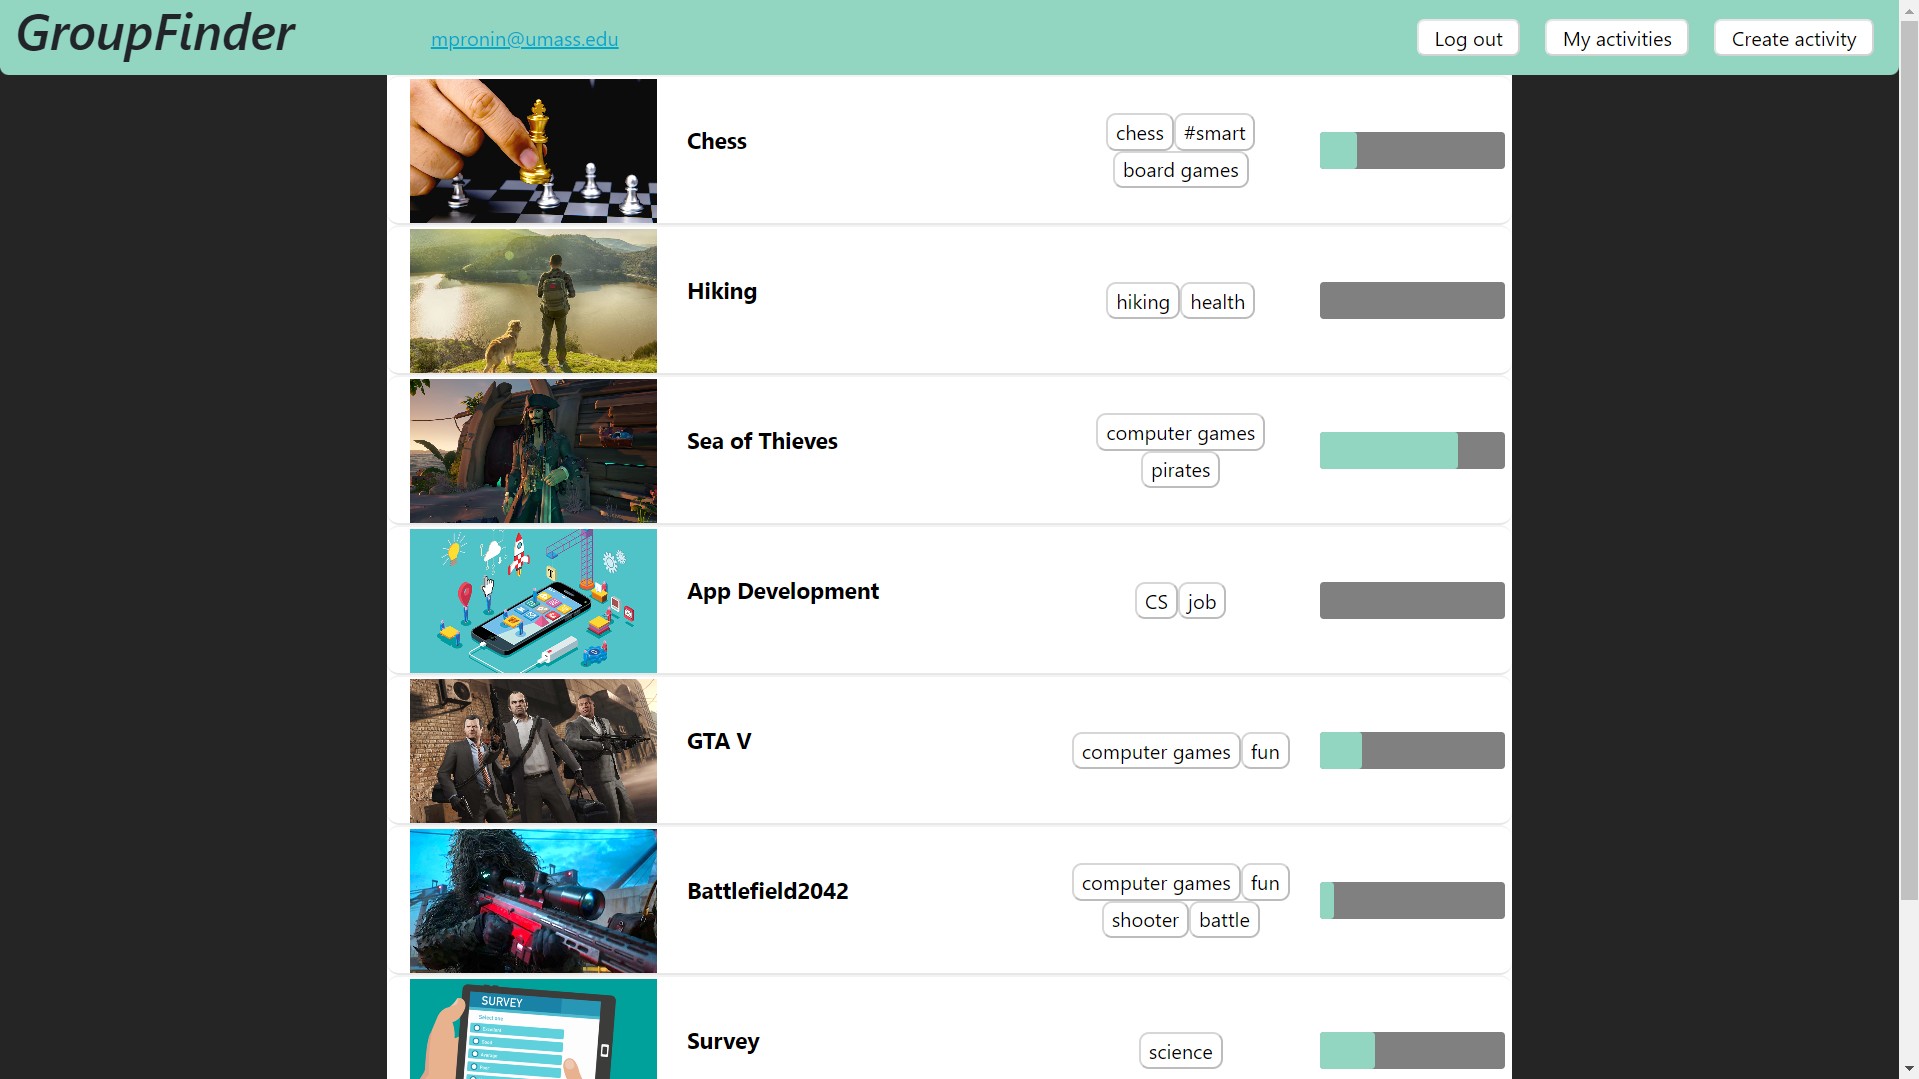 GroupFinder
mpronin@umass.edu
Log out
My activities
Create activity
Chess
chess
#smart
board games
Hiking
hiking
health
Sea of Thieves
computer games
pirates
App Development
CS
job
GTA V
computer games
fun
Battlefield2042
computer games
fun
shooter
battle
SURVEY
Survey
science